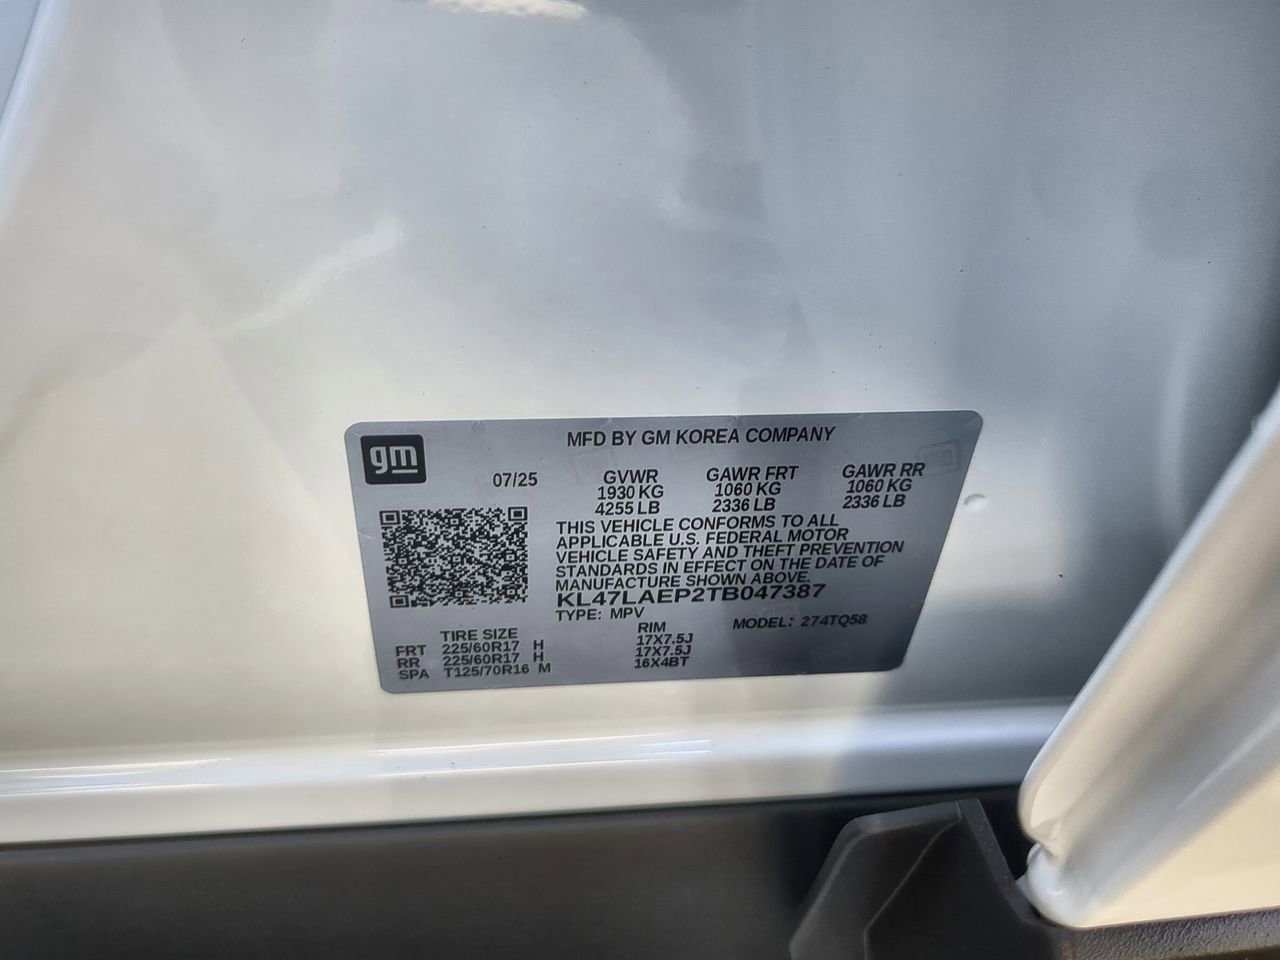 gm
MFD BY GM KOREA COMPANY
07/25 GVWR GAWR FRT GAWR RR
1930 KG 1060 KG 1060 KG
4255 LB 2336 LB 2336 LB
THIS VEHICLE CONFORMS TO ALL
APPLICABLE U.S. FEDERAL MOTOR
VEHICLE SAFETY AND THEFT PREVENTION
STANDARDS IN EFFECT ON THE DATE OF
MANUFACTURE SHOWN ABOVE.
KL47LAEP2TB047387
TYPE: MPV MODEL: 274TQ58
TIRE SIZE RIM
FRT 225/60R17 H 17X7.5J
RR 225/60R17 H 17X7.5J
SPA T125/70R16 M 16X4BT